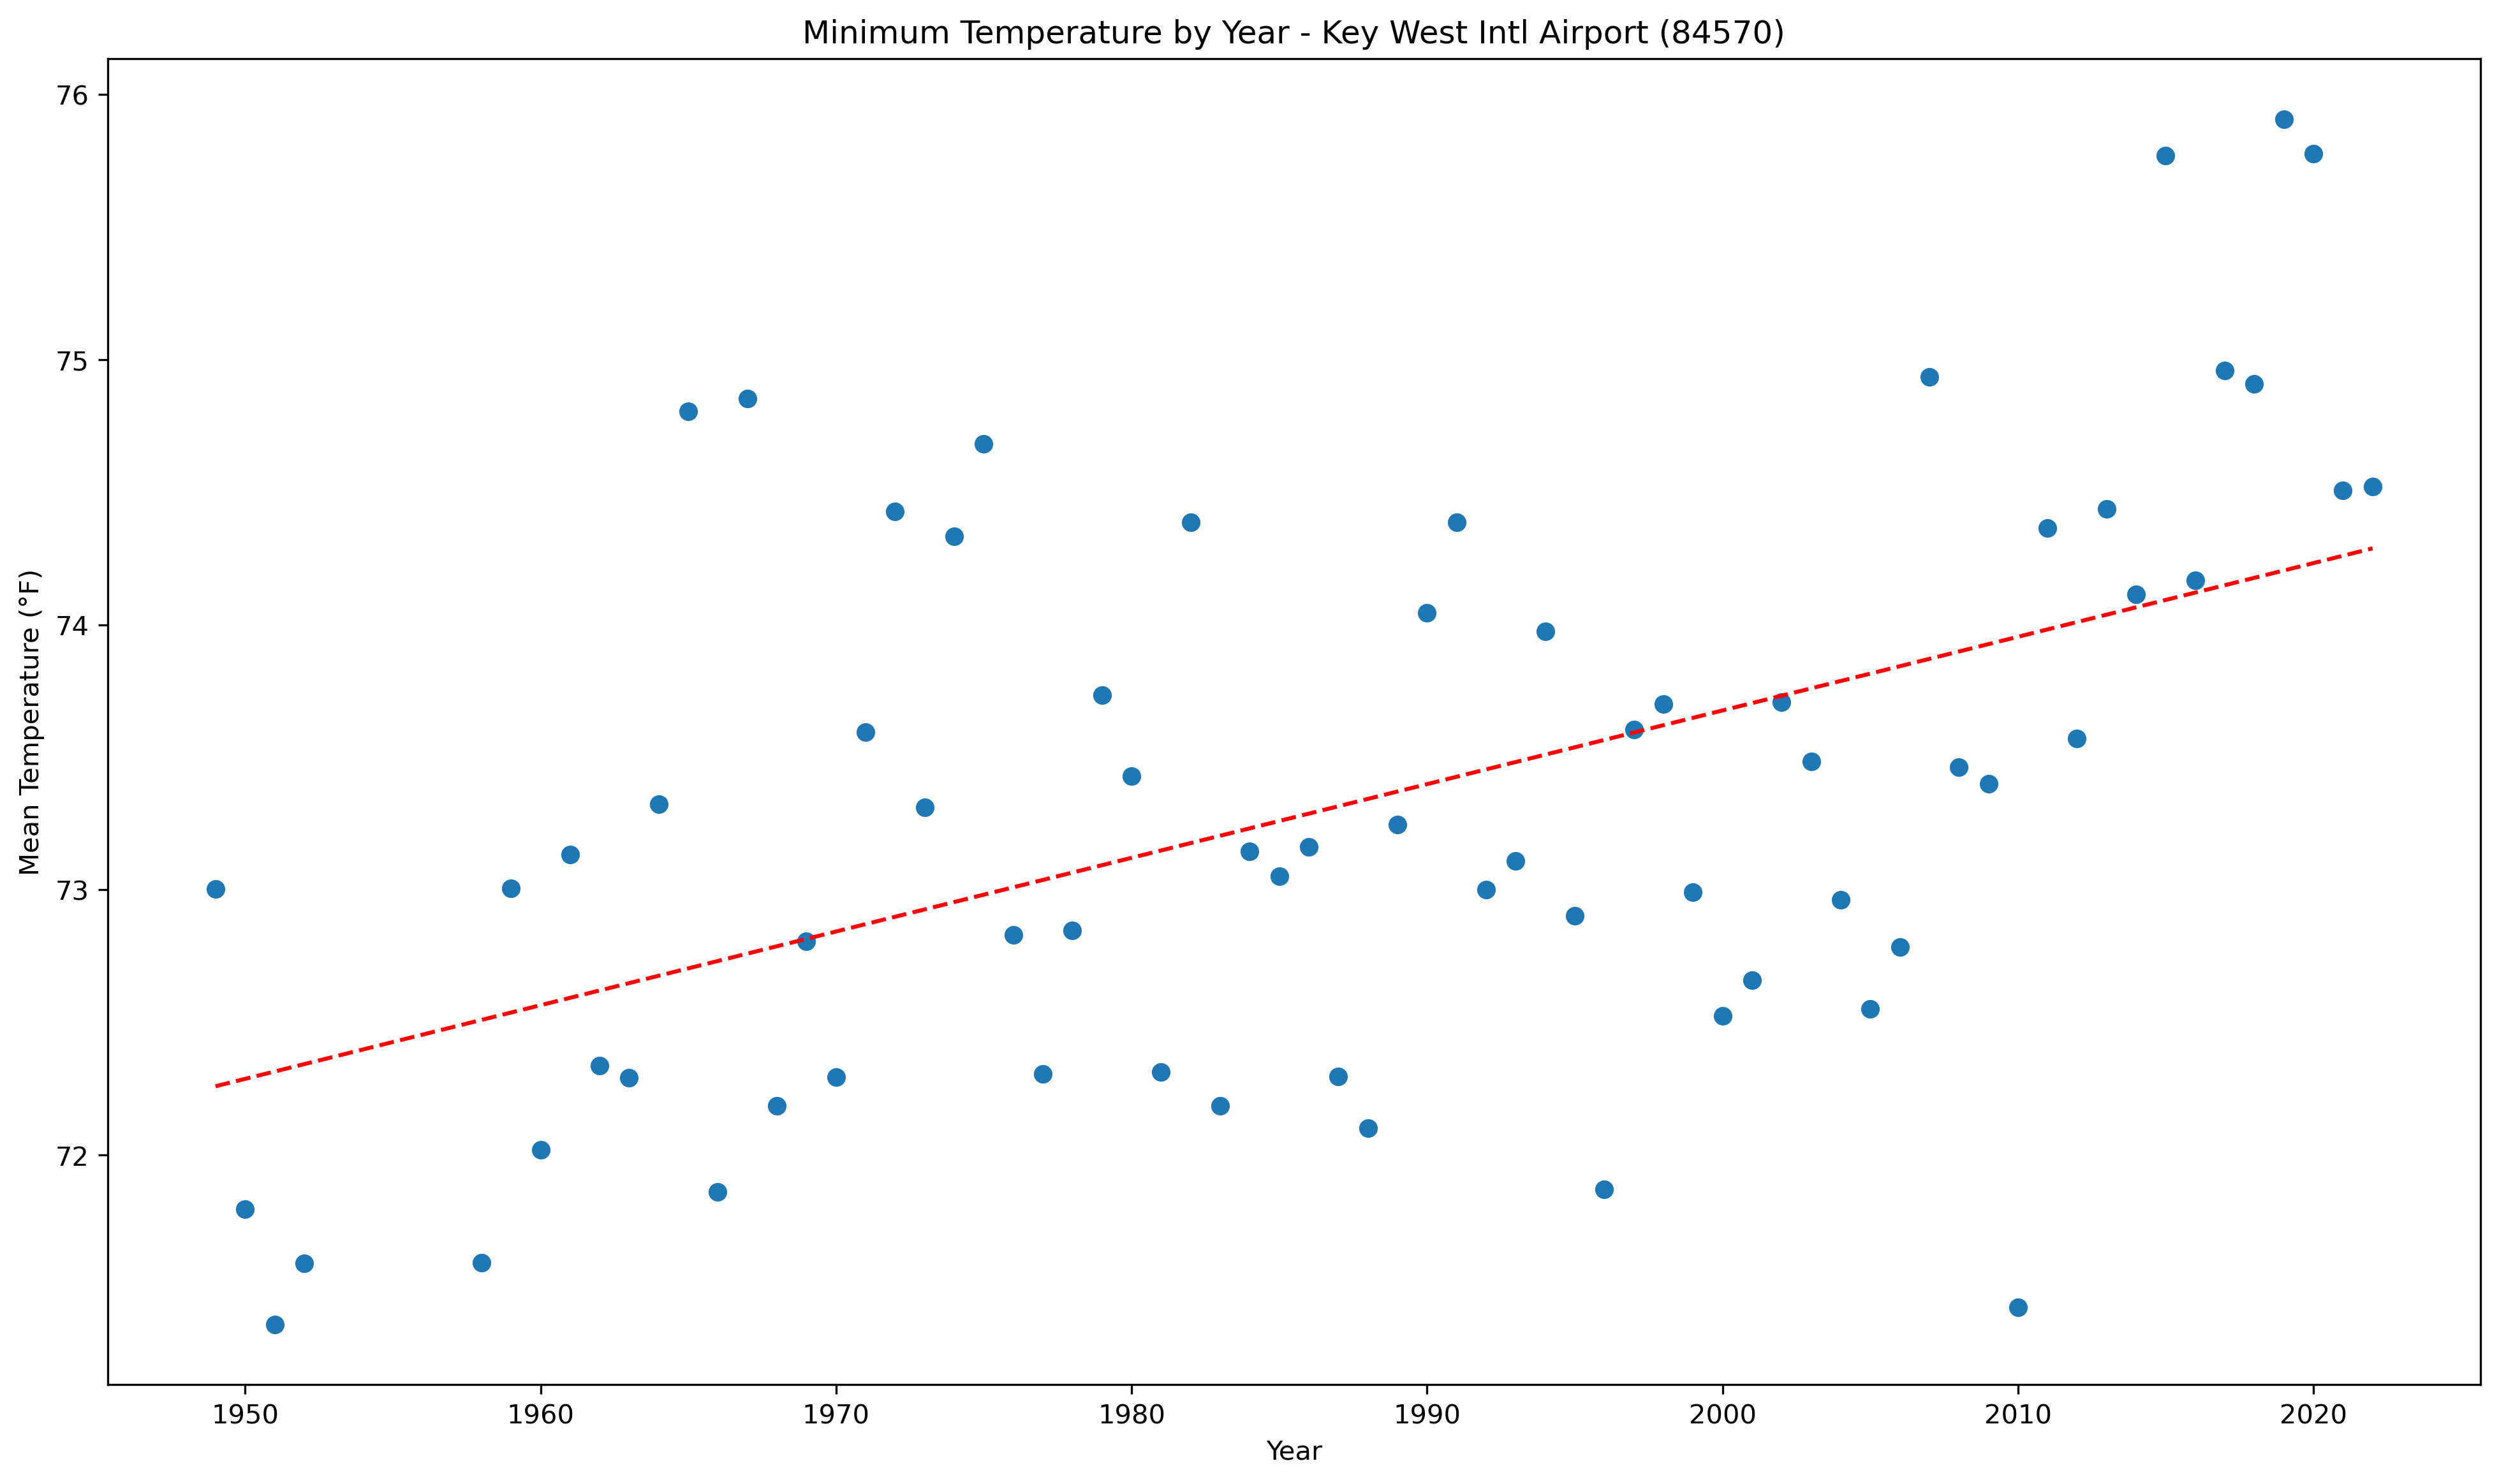 Minimum Temperature by Year - Key West Intl Airport (84570)
76
75
74
73
72
Mean Temperature (°F)
1950 1960 1970 1980 1990 2000 2010 2020
Year